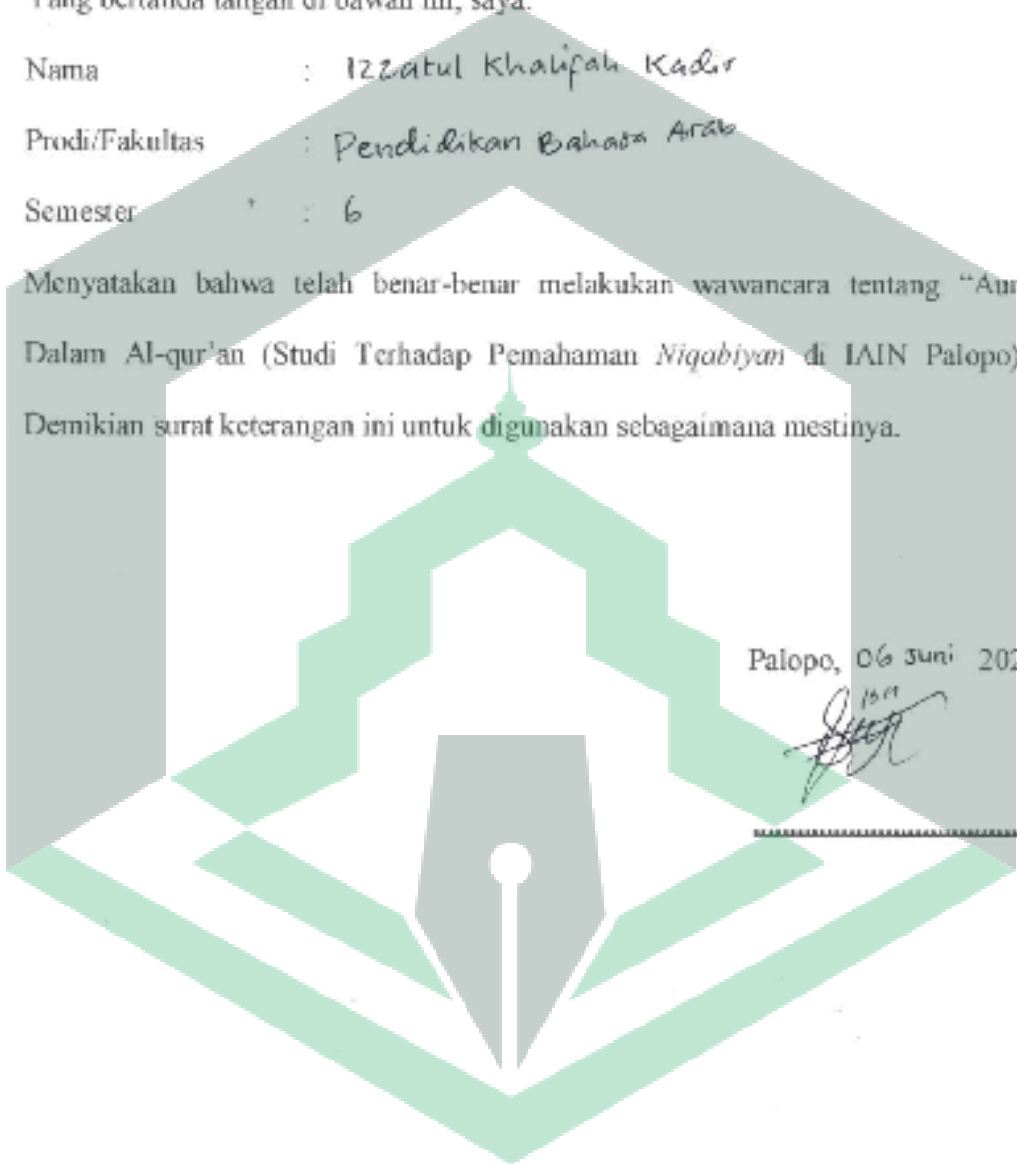 Yang bertanda tangan di bawah ini, saya:
Nama : Izzatul Khalifah Kadir
Prodi/Fakultas : Pendidikan Bahasa Arab
Semester : 6
Menyatakan bahwa telah benar-benar melakukan wawancara tentang “Aur
Dalam Al-qur’an (Studi Terhadap Pemahaman Niqabiyan di IAIN Palopo)
Demikian surat keterangan ini untuk digunakan sebagaimana mestinya.
Palopo, 06 Juni 202